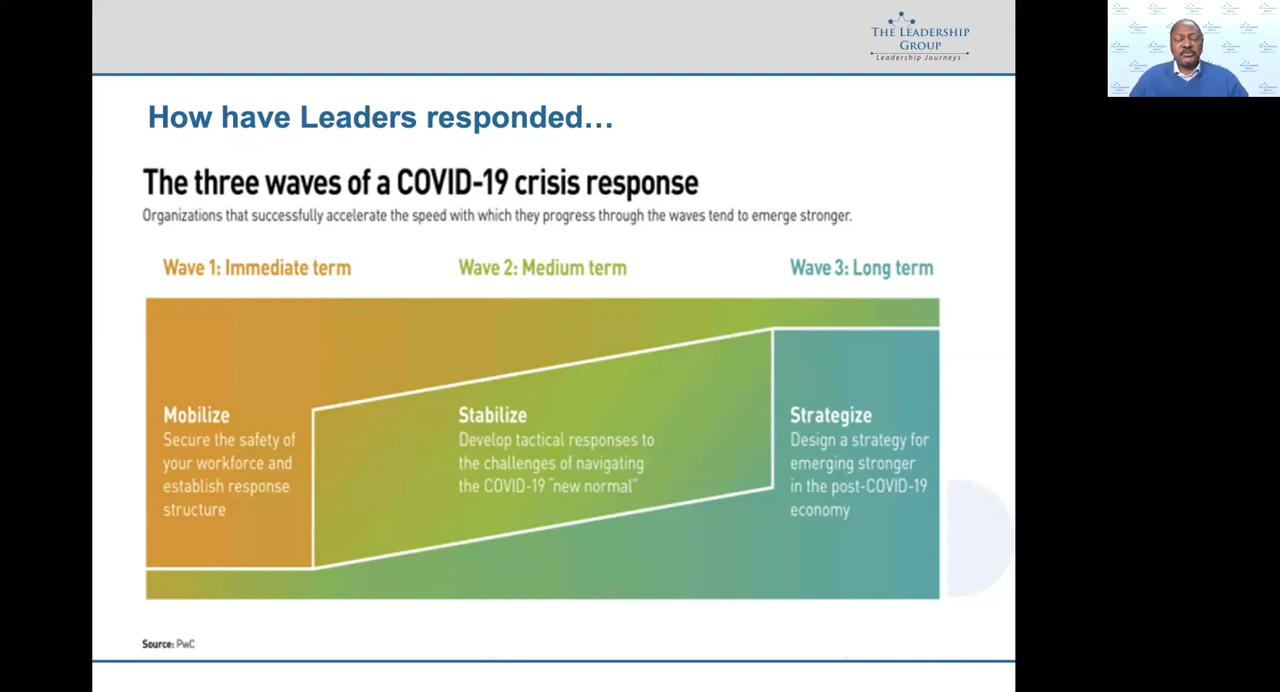 THE LEADERSHIP
GROUP
Leadership Journeys
How have Leaders responded…
The three waves of a COVID-19 crisis response
Organizations that successfully accelerate the speed with which they progress through the waves tend to emerge stronger.
Wave 1: Immediate term
Wave 2: Medium term
Wave 3: Long term
Mobilize
Secure the safety of
your workforce and
establish response
structure
Stabilize
Develop tactical responses to
the challenges of navigating
the COVID-19 "new normal"
Strategize
Design a strategy for
emerging stronger
in the post-COVID-19
economy
Source: PwC